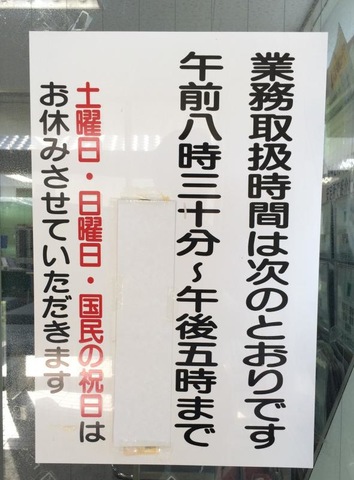 業務取扱時間は次のとおりです
午前八時三十分～午後五時まで
土曜日・日曜日・国民の祝日は
お休みさせていただきます